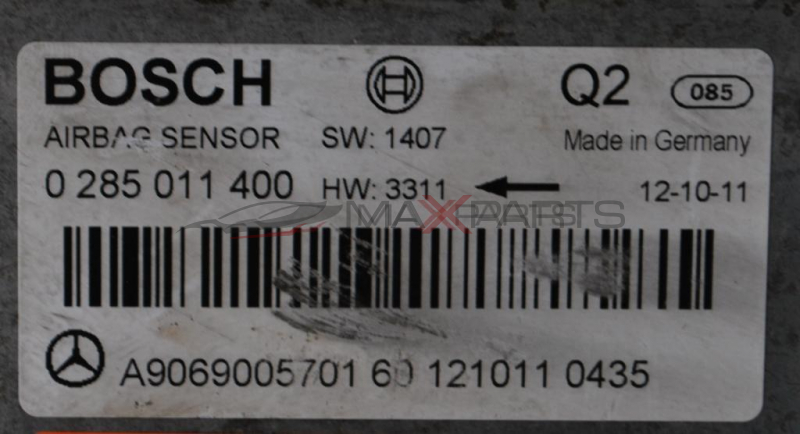 BOSCH Q2 085
AIRBAG SENSOR SW: 1407 Made in Germany
0 285 011 400 HW: 3311 12-10-11
MAXXPARTS
A9069005701 60 121011 0435